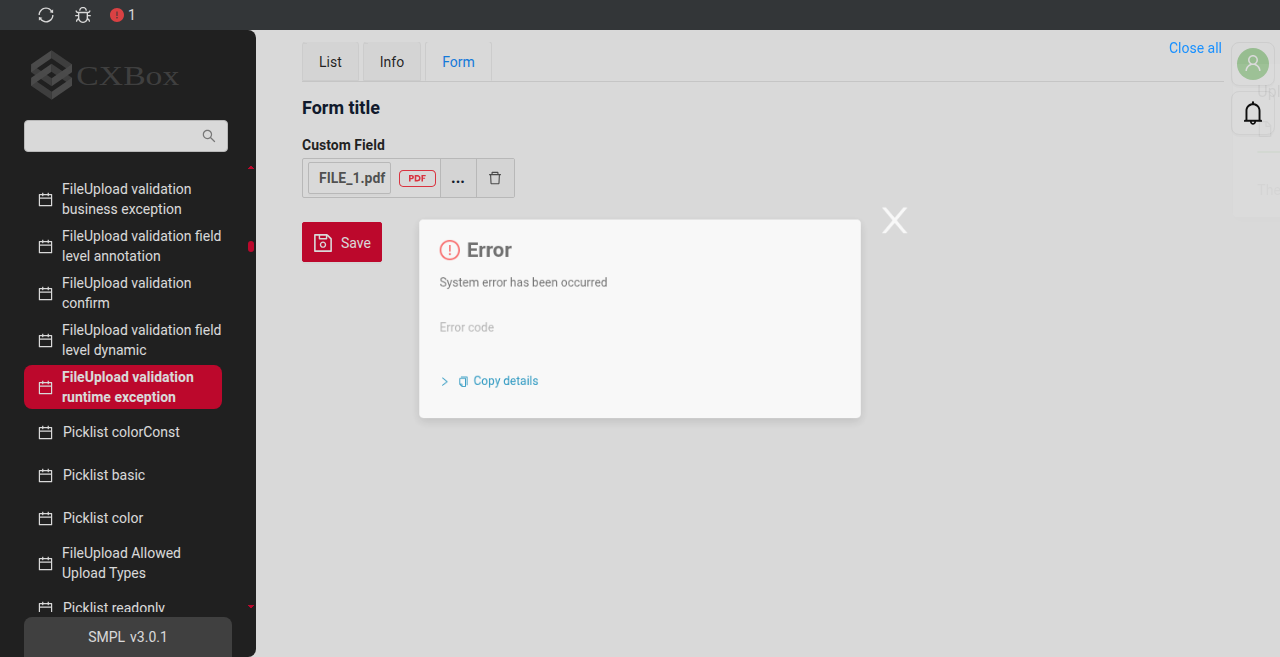 1
CXBox
FileUpload validation
business exception
FileUpload validation field
level annotation
FileUpload validation
confirm
FileUpload validation field
level dynamic
FileUpload validation
runtime exception
Picklist colorConst
Picklist basic
Picklist color
FileUpload Allowed
Upload Types
Picklist readonly
SMPL v3.0.1
List
Info
Form
Close all
Form title
Custom Field
FILE_1.pdf
PDF
...
Save
Error
System error has been occurred
Error code
Copy details